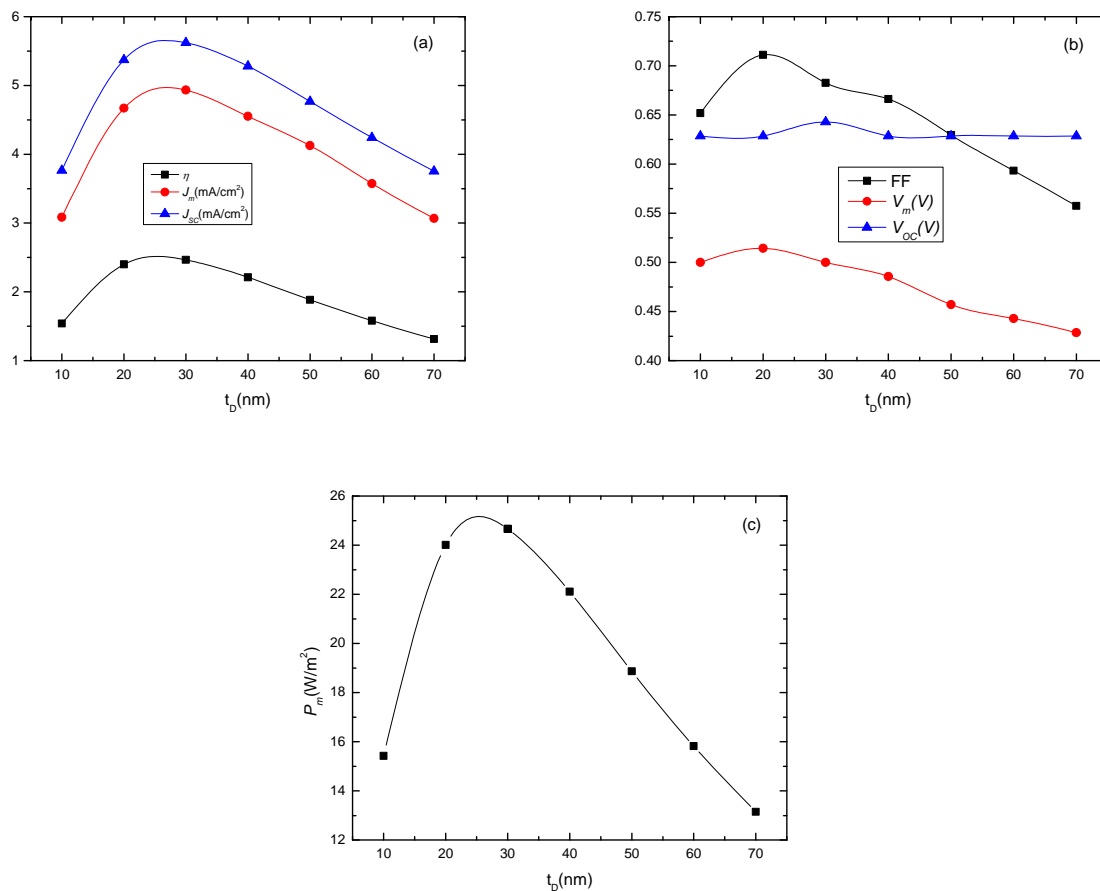 (a)
6
5
4
3
2
1
η
J_m(mA/cm²)
J_SC(mA/cm²)
10 20 30 40 50 60 70
t_D(nm)
(b)
0.75
0.70
0.65
0.60
0.55
0.50
0.45
0.40
FF
V_m(V)
V_OC(V)
10 20 30 40 50 60 70
t_D(nm)
(c)
26
24
22
20
18
16
14
12
P_m(W/m²)
10 20 30 40 50 60 70
t_D(nm)